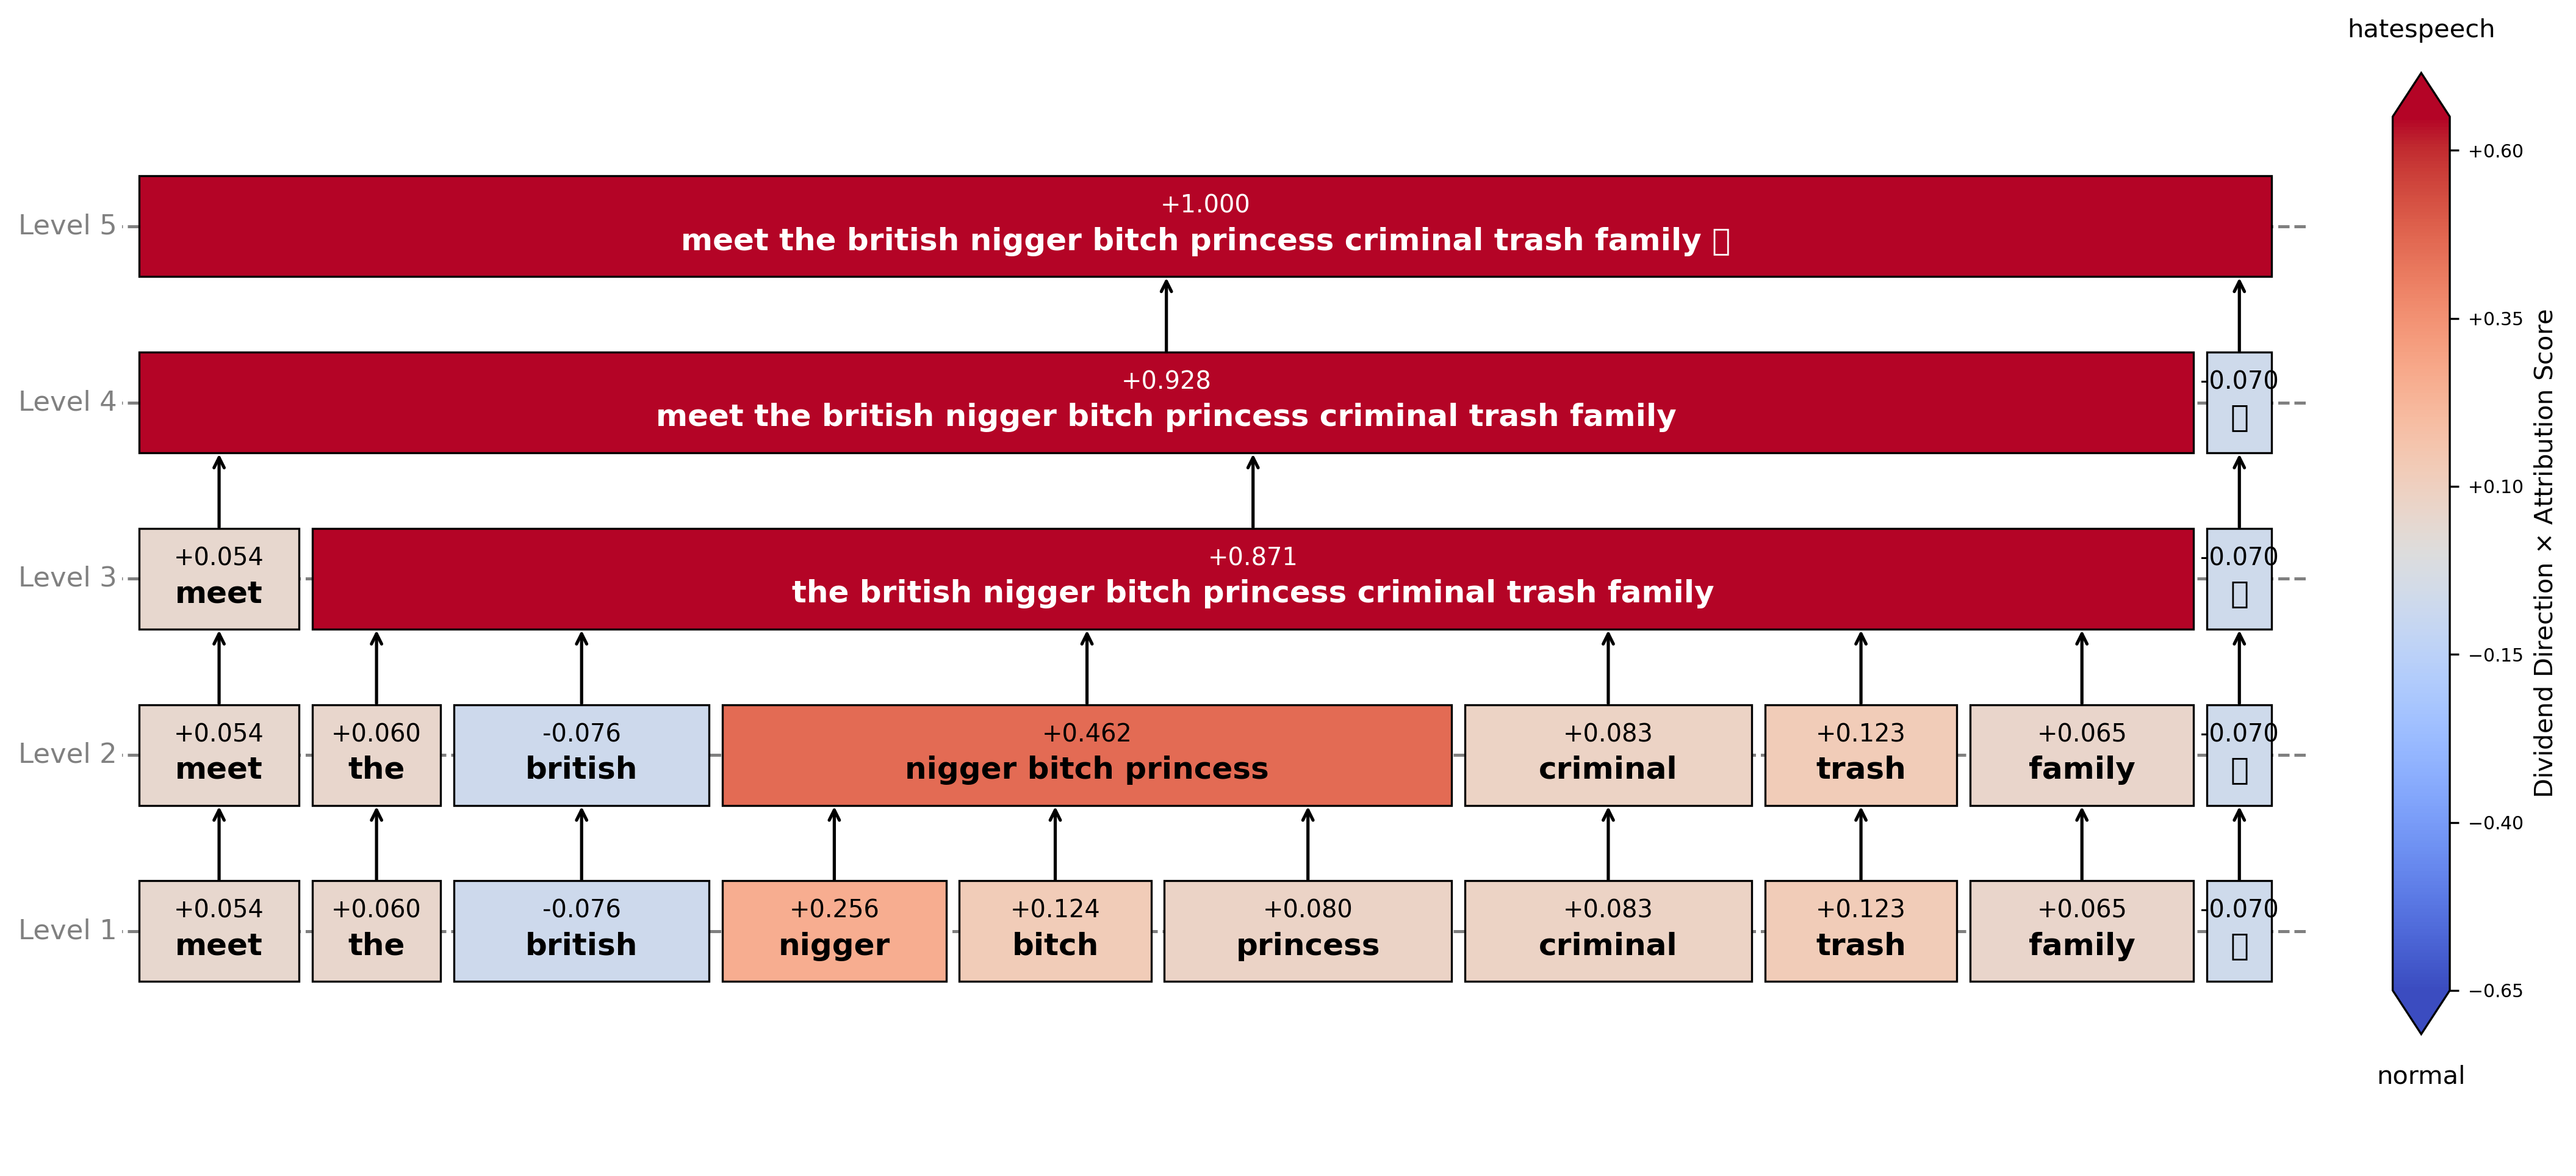 hatespeech
+1.000
Level 5
meet the british nigger bitch princess criminal trash family
+0.928
-0.070
Level 4
meet the british nigger bitch princess criminal trash family
+0.054
+0.871
-0.070
Level 3
meet
the british nigger bitch princess criminal trash family
+0.054 +0.060 -0.076 +0.462 +0.083 +0.123 +0.065 -0.070
Level 2
meet the british nigger bitch princess criminal trash family
+0.054 +0.060 -0.076 +0.256 +0.124 +0.080 +0.083 +0.123 +0.065 -0.070
Level 1
meet the british nigger bitch princess criminal trash family
+0.60
+0.35
+0.10
−0.15
−0.40
−0.65
Dividend Direction × Attribution Score
normal